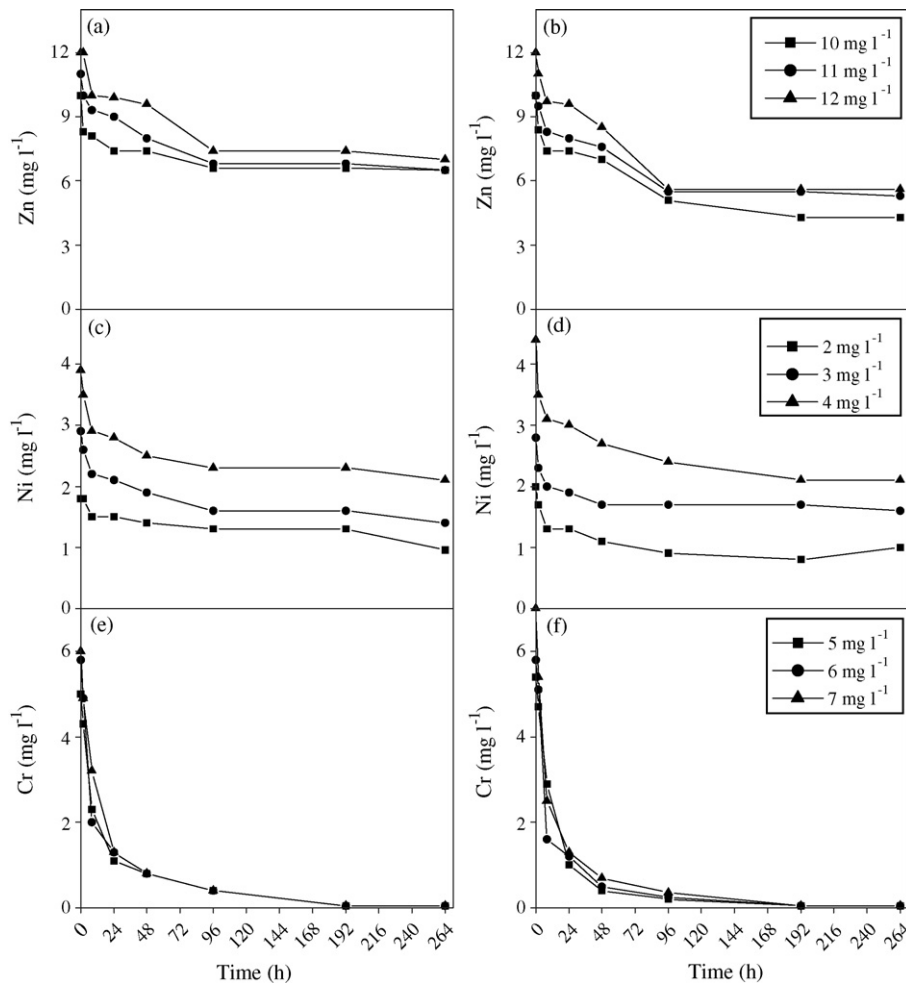 (a)
12
9
6
3
0
Zn (mg l⁻¹)
(b)
12
9
6
3
0
Zn (mg l⁻¹)
10 mg l⁻¹
11 mg l⁻¹
12 mg l⁻¹
(c)
4
3
2
1
0
Ni (mg l⁻¹)
(d)
4
3
2
1
0
Ni (mg l⁻¹)
2 mg l⁻¹
3 mg l⁻¹
4 mg l⁻¹
(e)
6
4
2
0
Cr (mg l⁻¹)
0 24 48 72 96 120 144 168 192 216 240 264
Time (h)
(f)
6
4
2
0
Cr (mg l⁻¹)
5 mg l⁻¹
6 mg l⁻¹
7 mg l⁻¹
0 24 48 72 96 120 144 168 192 216 240 264
Time (h)